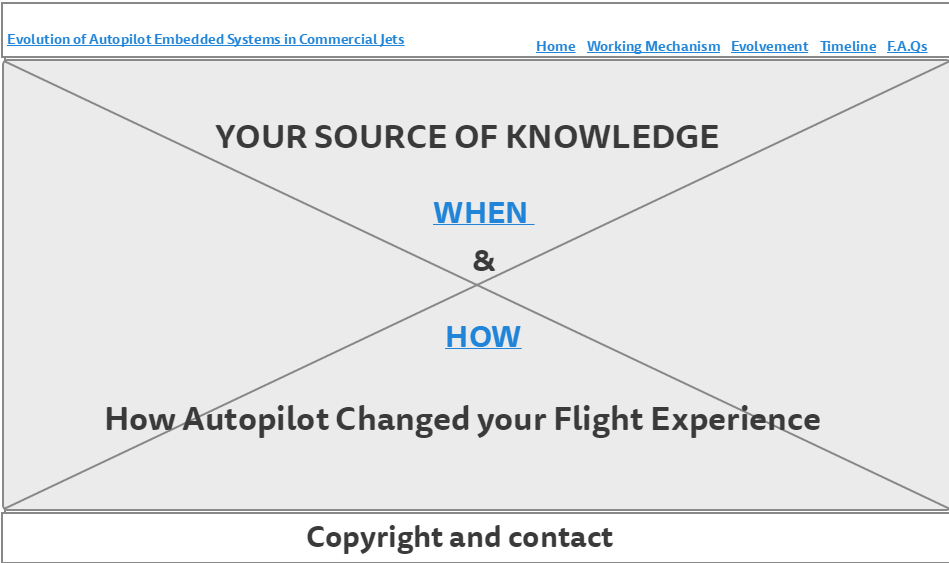 Evolution of Autopilot Embedded Systems in Commercial Jets
Home Working Mechanism Evolvement Timeline F.A.Qs
YOUR SOURCE OF KNOWLEDGE
WHEN
&
HOW
How Autopilot Changed your Flight Experience
Copyright and contact